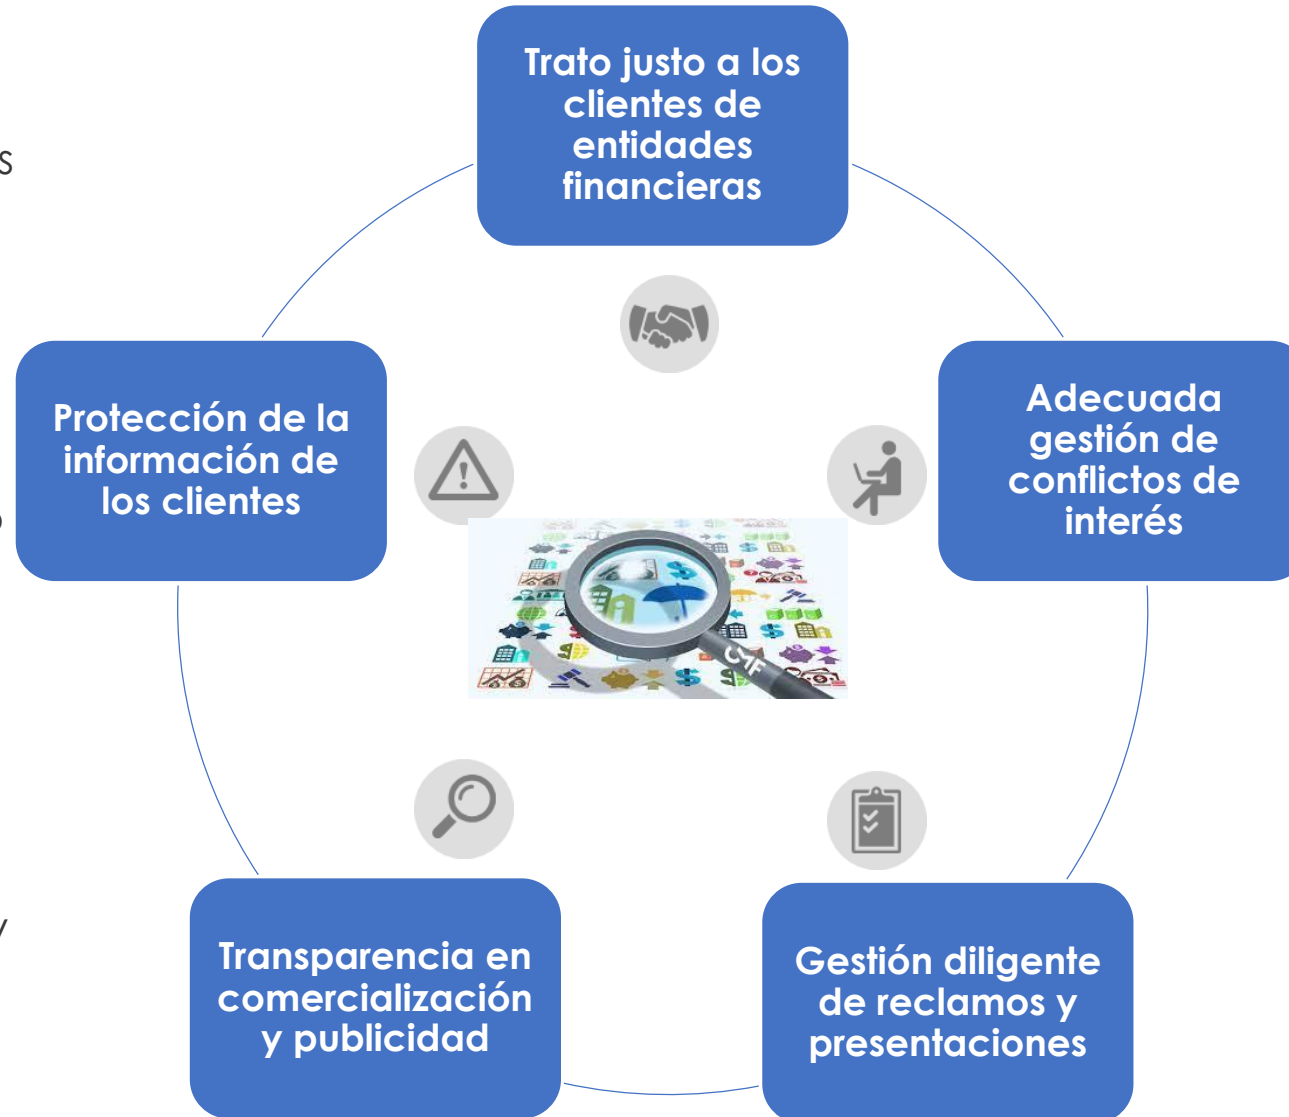 Trato justo a los
clientes de
entidades
financieras
s
Adecuada
gestión de
conflictos de
interés
Protección de la
información de
los clientes
o
CMF
y
Transparencia en
comercialización
y publicidad
Gestión diligente
de reclamos y
presentaciones